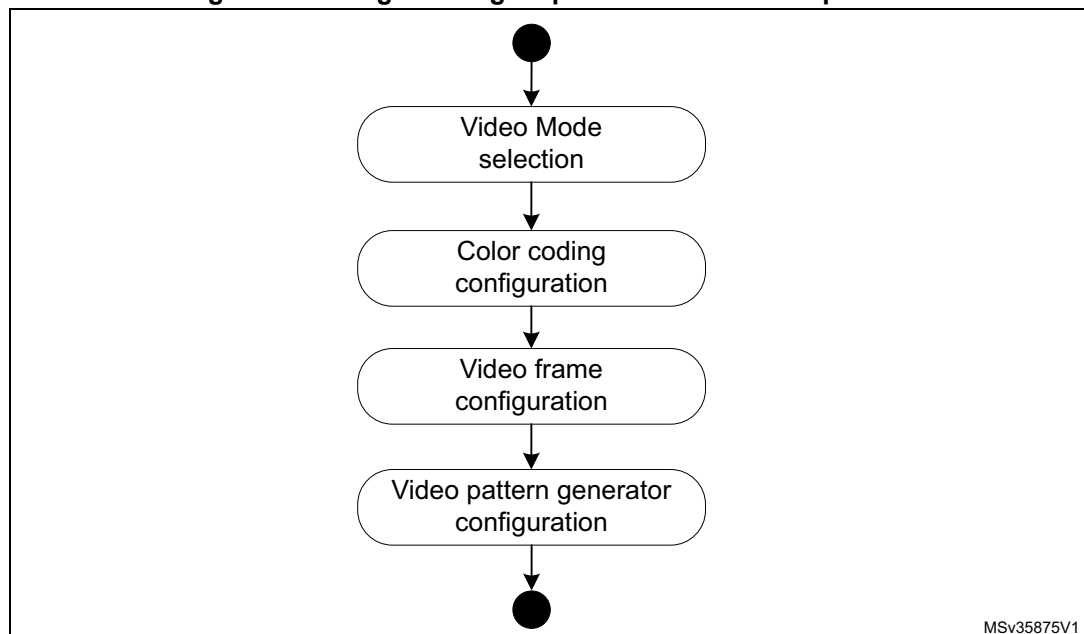 Video Mode
selection
Color coding
configuration
Video frame
configuration
Video pattern generator
configuration
MSv35875V1